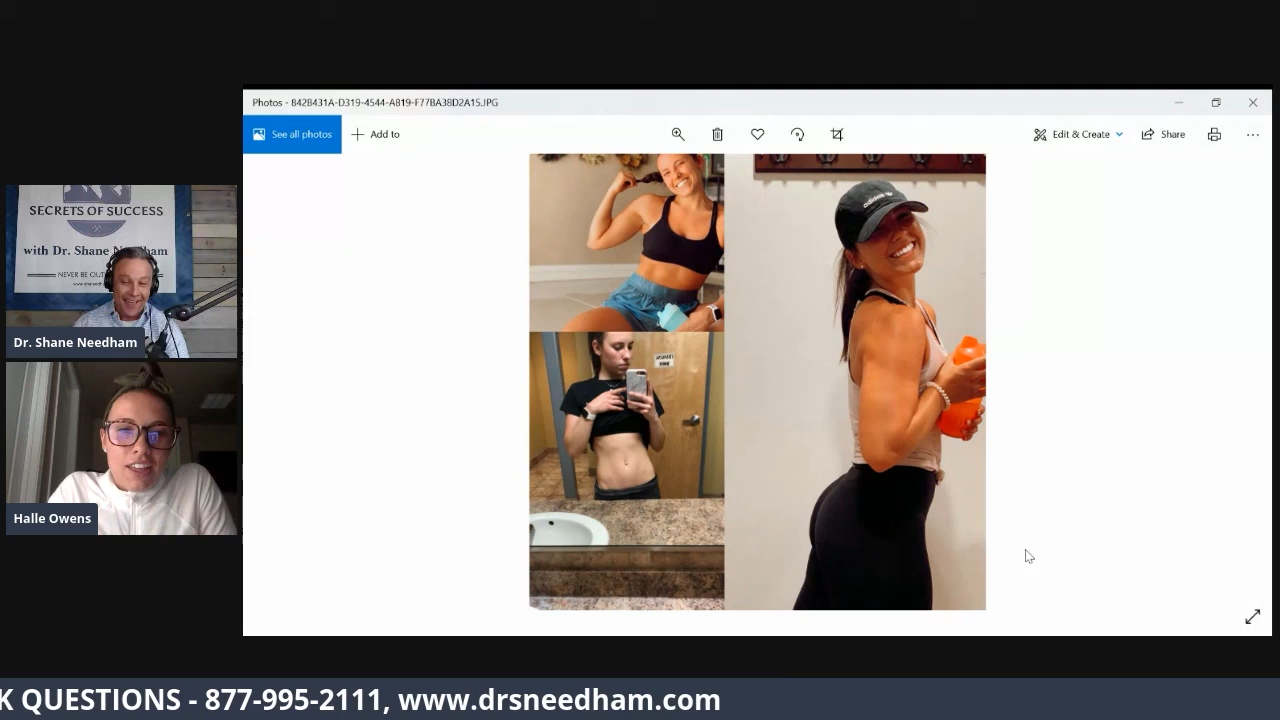 Photos - 842B431A-D319-4544-A819-F77BA38D2A15.JPG
See all photos
Add to
Edit & Create
Share
SECRETS OF SUCCESS
with Dr. Shane Needham
NEVER BE
Dr. Shane Needham
Halle Owens
adidas
K QUESTIONS - 877-995-2111, www.drsneedham.com